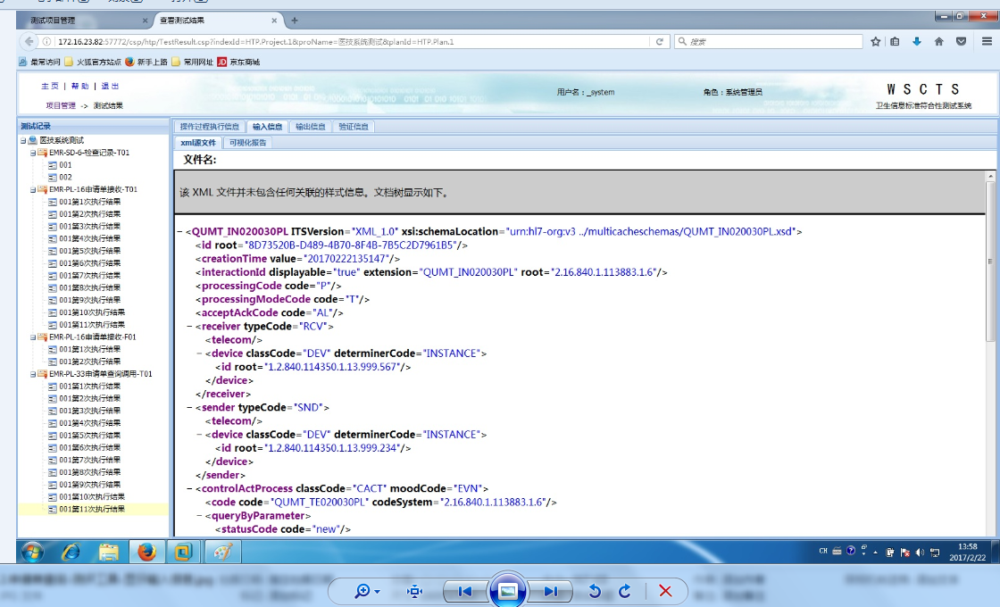 测试项目管理
查看测试结果
172.16.23.82:57772/csp/htp/TestResult.csp?indexId=HTP.Project.1&proName=医技系统测试&planId=HTP.Plan.1
搜索
最常访问 火狐官方站点 新手上路 常用网址 JD 京东商城
主页 | 帮助 | 退出
用户名：_system
角色：系统管理员
WSCTS
项目管理 -> 测试结果
卫生信息标准符合性测试系统
测试记录
医技系统测试
EMR-SD-6-检查记录-T01
001
002
EMR-PL-16申请单接收-T01
001第1次执行结果
001第2次执行结果
001第3次执行结果
001第4次执行结果
001第5次执行结果
001第6次执行结果
001第7次执行结果
001第8次执行结果
001第9次执行结果
001第10次执行结果
001第11次执行结果
EMR-PL-16申请单接收-F01
001第1次执行结果
001第2次执行结果
EMR-PL-33申请单查询调用-T01
001第1次执行结果
001第2次执行结果
001第3次执行结果
001第4次执行结果
001第5次执行结果
001第6次执行结果
001第7次执行结果
001第8次执行结果
001第9次执行结果
001第10次执行结果
001第11次执行结果
操作过程执行信息 输入信息 输出信息 验证信息
xml源文件 可视化报告
文件名:
该 XML 文件并未包含任何关联的样式信息。文档树显示如下。
− <QUMT_IN020030PL ITSVersion="XML_1.0" xsi:schemaLocation="urn:hl7-org:v3 ../multicacheschemas/QUMT_IN020030PL.xsd">
<id root="8D73520B-D489-4B70-8F4B-7B5C2D7961B5"/>
<creationTime value="20170222135147"/>
<interactionId displayable="true" extension="QUMT_IN020030PL" root="2.16.840.1.113883.1.6"/>
<processingCode code="P"/>
<processingModeCode code="T"/>
<acceptAckCode code="AL"/>
− <receiver typeCode="RCV">
<telecom/>
− <device classCode="DEV" determinerCode="INSTANCE">
<id root="1.2.840.114350.1.13.999.567"/>
</device>
</receiver>
− <sender typeCode="SND">
<telecom/>
− <device classCode="DEV" determinerCode="INSTANCE">
<id root="1.2.840.114350.1.13.999.234"/>
</device>
</sender>
− <controlActProcess classCode="CACT" moodCode="EVN">
<code code="QUMT_TE020030PL" codeSystem="2.16.840.1.113883.1.6"/>
− <queryByParameter>
<statusCode code="new"/>
CH
13:58
2017/2/22